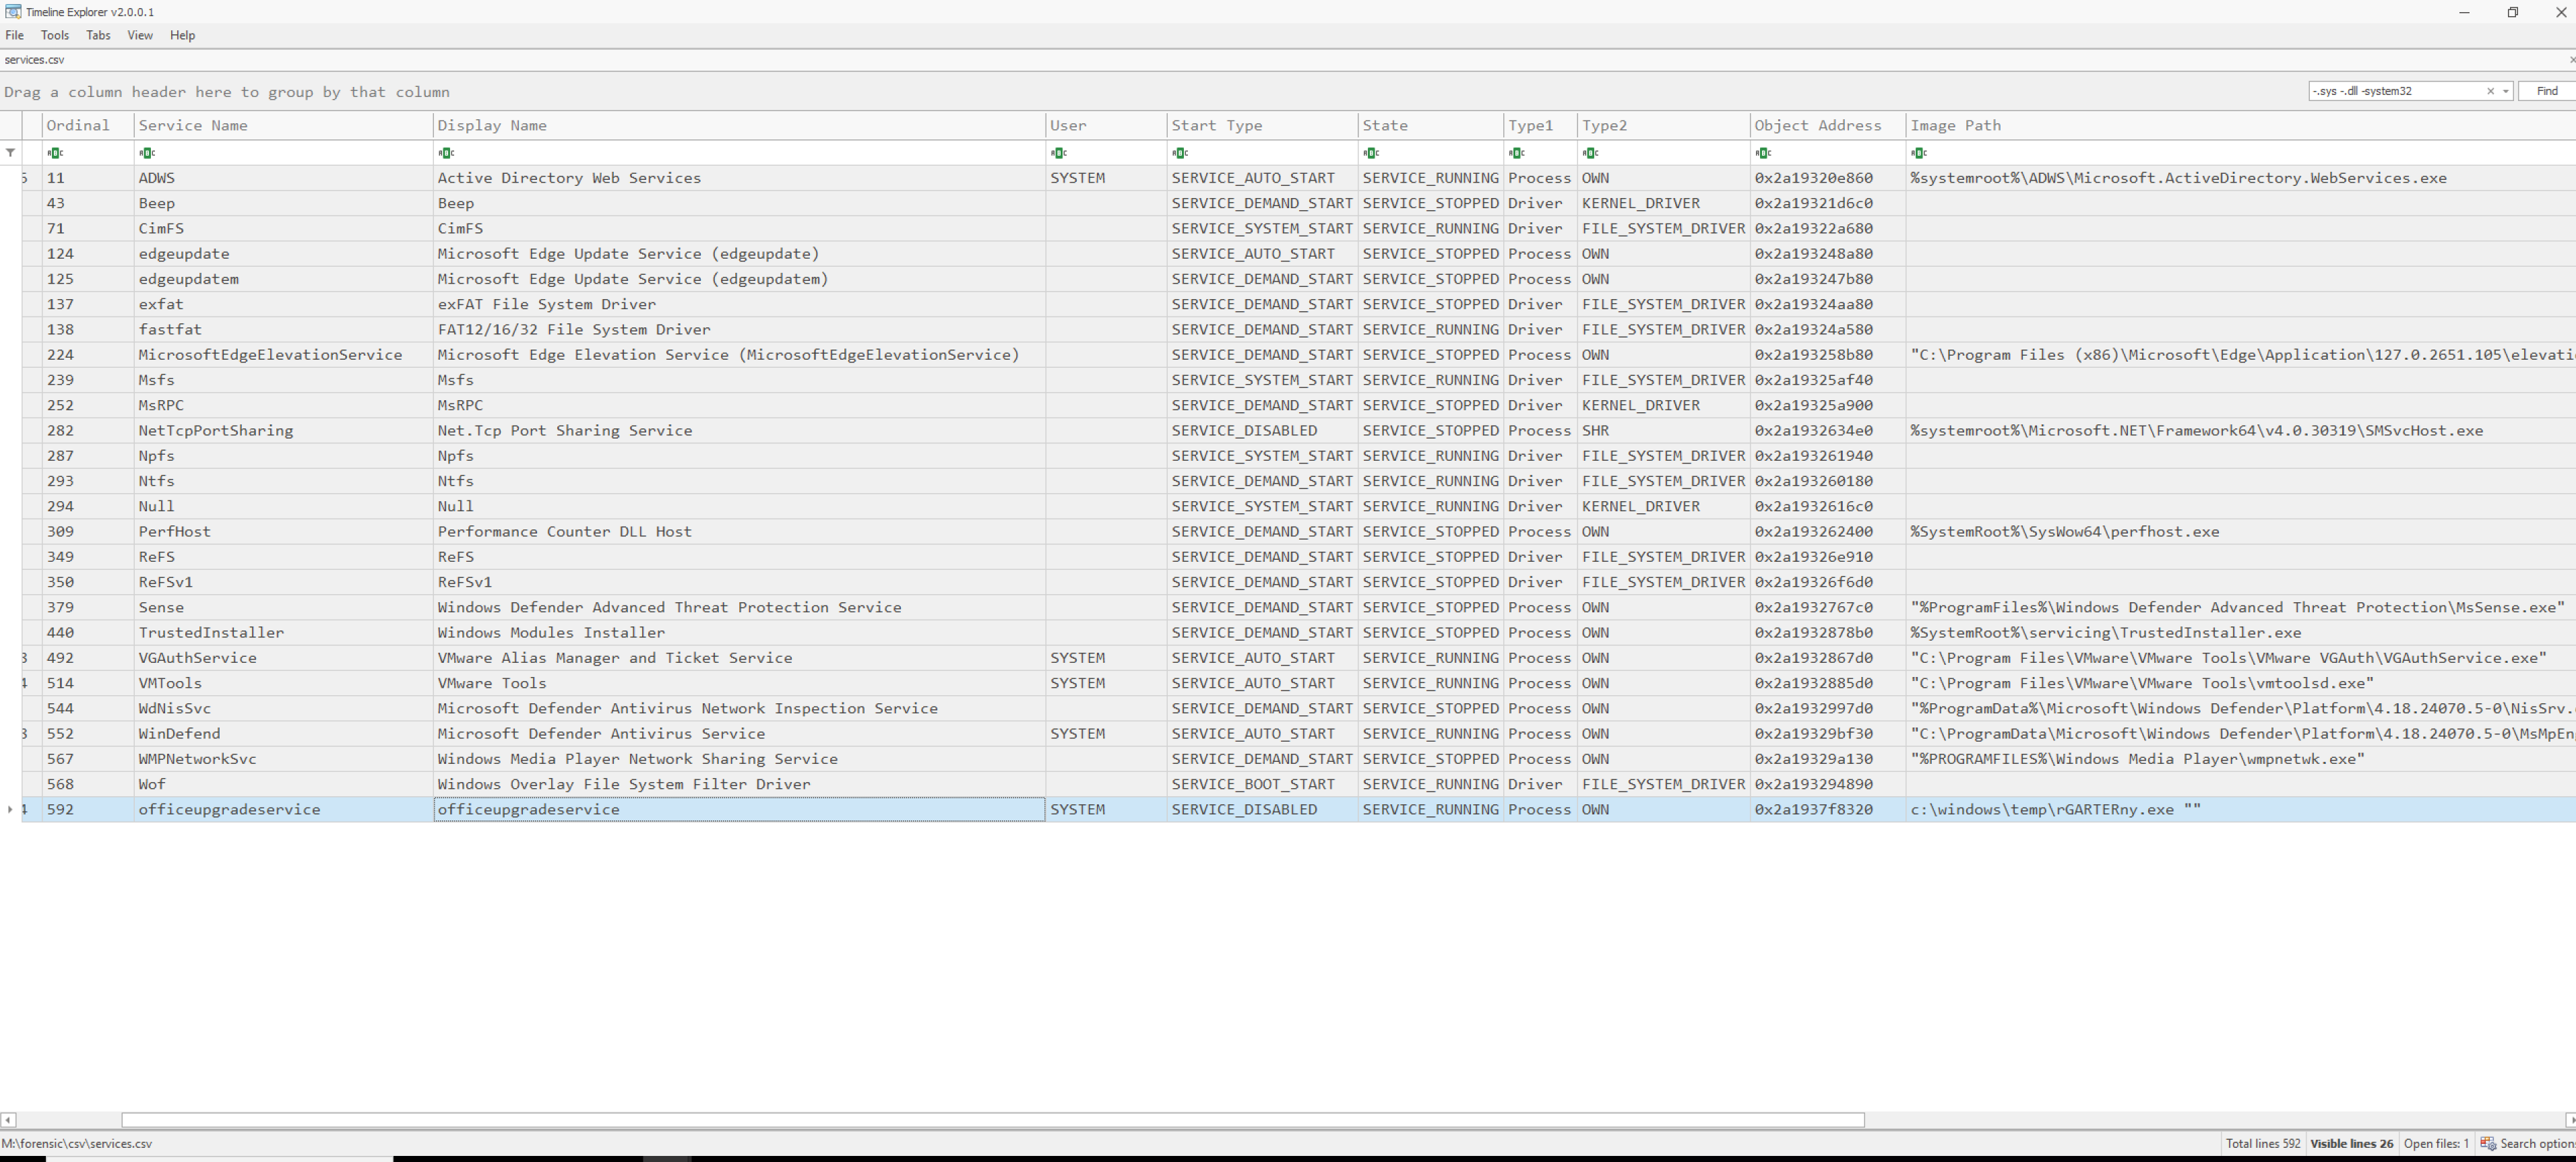 Timeline Explorer v2.0.0.1
File Tools Tabs View Help
services.csv
Drag a column header here to group by that column -.sys -.dll -system32 Find
Ordinal Service Name Display Name User Start Type State Type1 Type2 Object Address Image Path
11 ADWS Active Directory Web Services SYSTEM SERVICE_AUTO_START SERVICE_RUNNING Process OWN 0x2a19320e860 %systemroot%\ADWS\Microsoft.ActiveDirectory.WebServices.exe
43 Beep Beep SERVICE_DEMAND_START SERVICE_STOPPED Driver KERNEL_DRIVER 0x2a19321d6c0
71 CimFS CimFS SERVICE_SYSTEM_START SERVICE_RUNNING Driver FILE_SYSTEM_DRIVER 0x2a19322a680
124 edgeupdate Microsoft Edge Update Service (edgeupdate) SERVICE_AUTO_START SERVICE_STOPPED Process OWN 0x2a193248a80
125 edgeupdatem Microsoft Edge Update Service (edgeupdatem) SERVICE_DEMAND_START SERVICE_STOPPED Process OWN 0x2a193247b80
137 exfat exFAT File System Driver SERVICE_DEMAND_START SERVICE_STOPPED Driver FILE_SYSTEM_DRIVER 0x2a19324aa80
138 fastfat FAT12/16/32 File System Driver SERVICE_DEMAND_START SERVICE_RUNNING Driver FILE_SYSTEM_DRIVER 0x2a19324a580
224 MicrosoftEdgeElevationService Microsoft Edge Elevation Service (MicrosoftEdgeElevationService) SERVICE_DEMAND_START SERVICE_STOPPED Process OWN 0x2a193258b80 "C:\Program Files (x86)\Microsoft\Edge\Application\127.0.2651.105\elevati
239 Msfs Msfs SERVICE_SYSTEM_START SERVICE_RUNNING Driver FILE_SYSTEM_DRIVER 0x2a19325af40
252 MsRPC MsRPC SERVICE_DEMAND_START SERVICE_STOPPED Driver KERNEL_DRIVER 0x2a19325a900
282 NetTcpPortSharing Net.Tcp Port Sharing Service SERVICE_DISABLED SERVICE_STOPPED Process SHR 0x2a1932634e0 %systemroot%\Microsoft.NET\Framework64\v4.0.30319\SMSvcHost.exe
287 Npfs Npfs SERVICE_SYSTEM_START SERVICE_RUNNING Driver FILE_SYSTEM_DRIVER 0x2a193261940
293 Ntfs Ntfs SERVICE_DEMAND_START SERVICE_RUNNING Driver FILE_SYSTEM_DRIVER 0x2a193260180
294 Null Null SERVICE_SYSTEM_START SERVICE_RUNNING Driver KERNEL_DRIVER 0x2a1932616c0
309 PerfHost Performance Counter DLL Host SERVICE_DEMAND_START SERVICE_STOPPED Process OWN 0x2a193262400 %SystemRoot%\SysWow64\perfhost.exe
349 ReFS ReFS SERVICE_DEMAND_START SERVICE_STOPPED Driver FILE_SYSTEM_DRIVER 0x2a19326e910
350 ReFSv1 ReFSv1 SERVICE_DEMAND_START SERVICE_STOPPED Driver FILE_SYSTEM_DRIVER 0x2a19326f6d0
379 Sense Windows Defender Advanced Threat Protection Service SERVICE_DEMAND_START SERVICE_STOPPED Process OWN 0x2a1932767c0 "%ProgramFiles%\Windows Defender Advanced Threat Protection\MsSense.exe"
440 TrustedInstaller Windows Modules Installer SERVICE_DEMAND_START SERVICE_STOPPED Process OWN 0x2a1932878b0 %SystemRoot%\servicing\TrustedInstaller.exe
492 VGAuthService VMware Alias Manager and Ticket Service SYSTEM SERVICE_AUTO_START SERVICE_RUNNING Process OWN 0x2a1932867d0 "C:\Program Files\VMware\VMware Tools\VMware VGAuth\VGAuthService.exe"
514 VMTools VMware Tools SYSTEM SERVICE_AUTO_START SERVICE_RUNNING Process OWN 0x2a1932885d0 "C:\Program Files\VMware\VMware Tools\vmtoolsd.exe"
544 WdNisSvc Microsoft Defender Antivirus Network Inspection Service SERVICE_DEMAND_START SERVICE_STOPPED Process OWN 0x2a1932997d0 "%ProgramData%\Microsoft\Windows Defender\Platform\4.18.24070.5-0\NisSrv.
552 WinDefend Microsoft Defender Antivirus Service SYSTEM SERVICE_AUTO_START SERVICE_RUNNING Process OWN 0x2a19329bf30 "C:\ProgramData\Microsoft\Windows Defender\Platform\4.18.24070.5-0\MsMpEn
567 WMPNetworkSvc Windows Media Player Network Sharing Service SERVICE_DEMAND_START SERVICE_STOPPED Process OWN 0x2a19329a130 "%PROGRAMFILES%\Windows Media Player\wmpnetwk.exe"
568 Wof Windows Overlay File System Filter Driver SERVICE_BOOT_START SERVICE_RUNNING Driver FILE_SYSTEM_DRIVER 0x2a193294890
592 officeupgradeservice officeupgradeservice SYSTEM SERVICE_DISABLED SERVICE_RUNNING Process OWN 0x2a1937f8320 c:\windows\temp\rGARTERny.exe ""
M:\forensic\csv\services.csv Total lines 592 Visible lines 26 Open files: 1 Search option